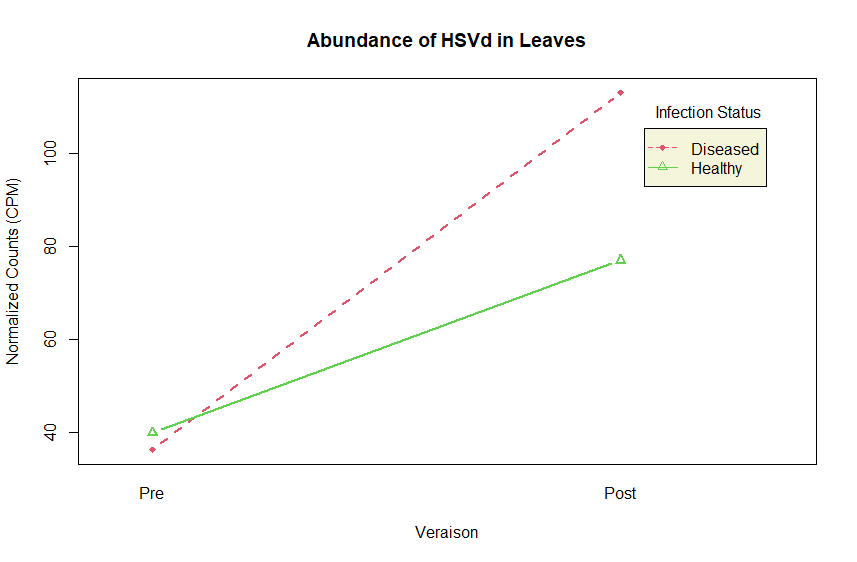 Abundance of HSVd in Leaves
Infection Status
Diseased
Healthy
Normalized Counts (CPM)
100
80
60
40
Pre
Post
Veraison